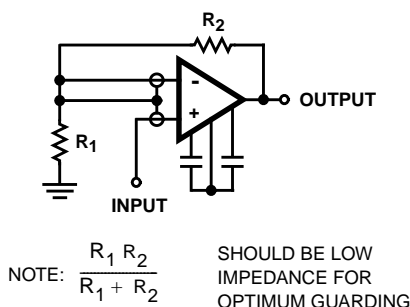 R2
-
+
OUTPUT
R1
INPUT
NOTE: R1 R2 / R1 + R2 SHOULD BE LOW
IMPEDANCE FOR
OPTIMUM GUARDING